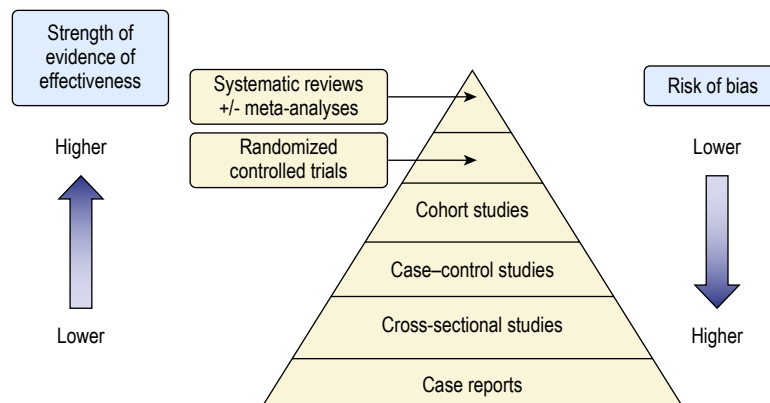 Strength of
evidence of
effectiveness
Higher
Lower
Systematic reviews
+/- meta-analyses
Randomized
controlled trials
Cohort studies
Case–control studies
Cross-sectional studies
Case reports
Risk of bias
Lower
Higher